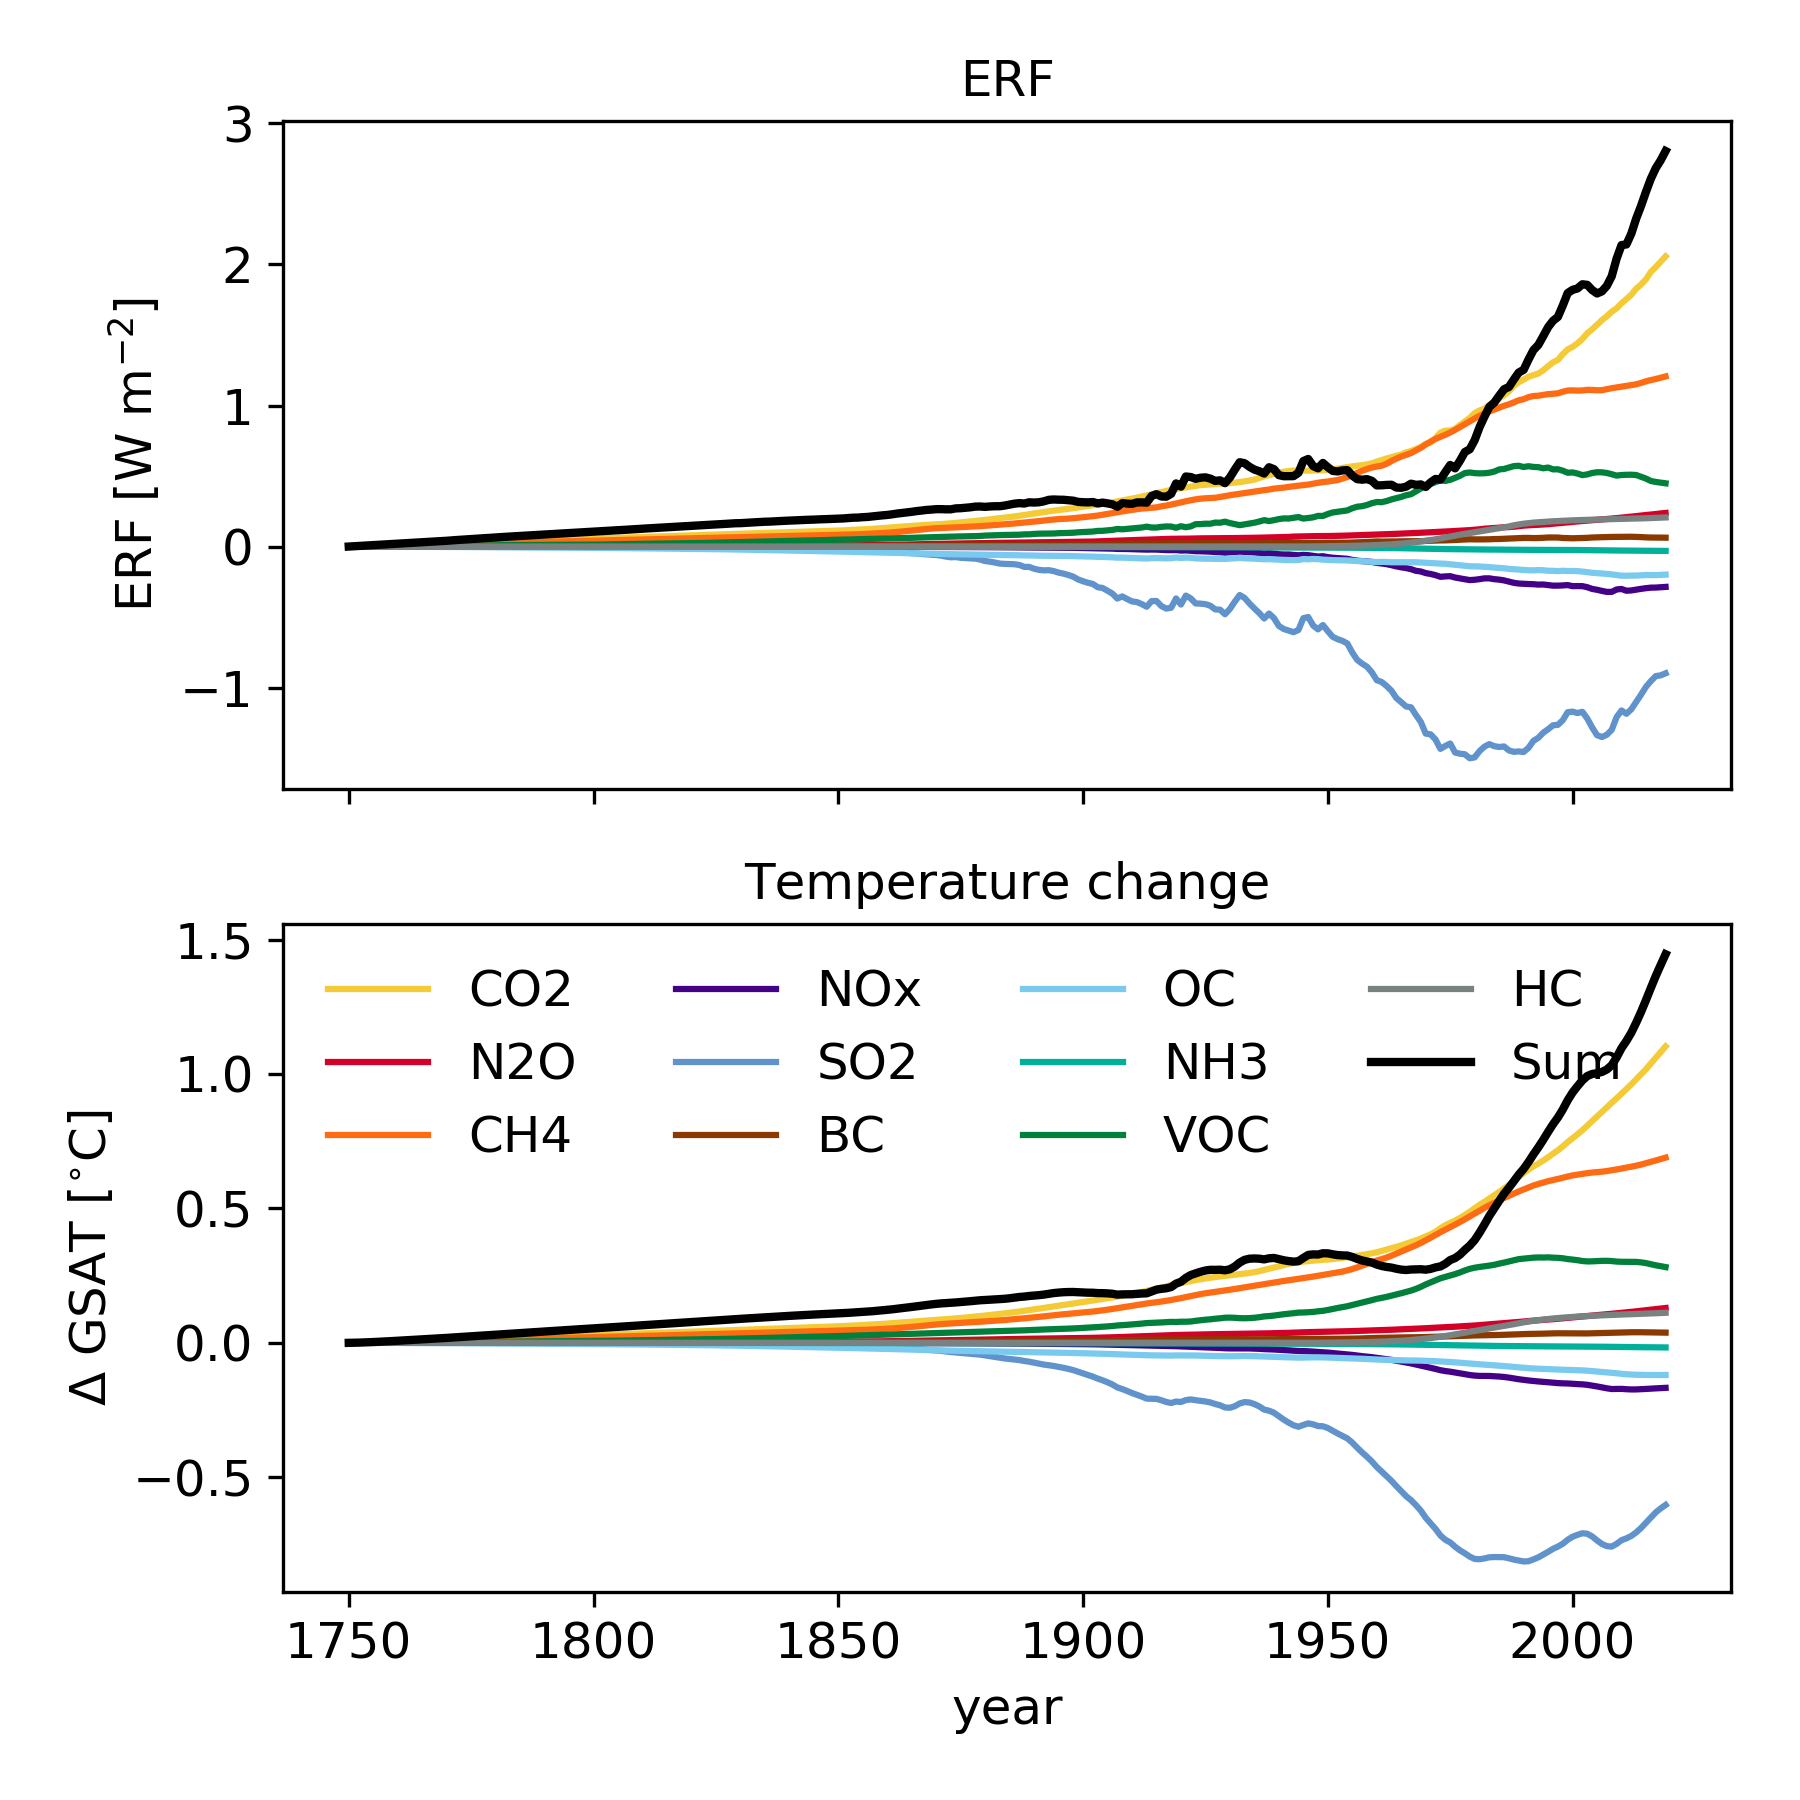 ERF
3
2
1
0
−1
ERF [W m⁻²]
Temperature change
1.5
1.0
0.5
0.0
−0.5
Δ GSAT [°C]
CO2 NOx OC HC
N2O SO2 NH3 Sum
CH4 BC VOC
1750 1800 1850 1900 1950 2000
year